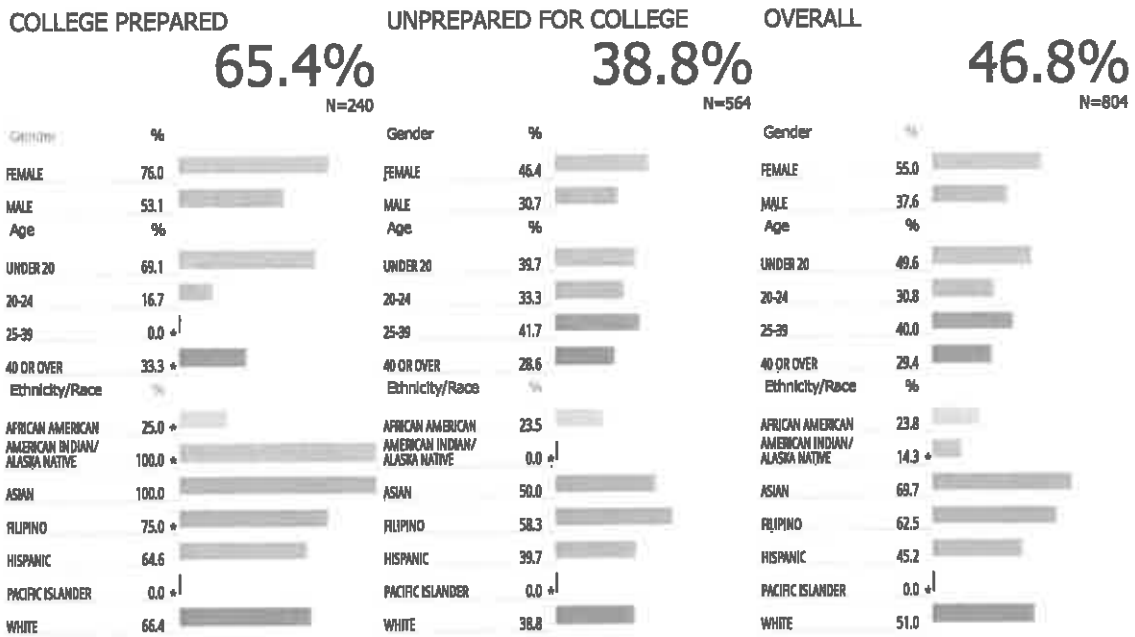 COLLEGE PREPARED
65.4%
N=240
Gender %
FEMALE 76.0
MALE 53.1
Age %
UNDER 20 69.1
20-24 16.7
25-39 0.0 *
40 OR OVER 33.3 *
Ethnicity/Race %
AFRICAN AMERICAN 25.0 *
AMERICAN INDIAN/
ALASKA NATIVE 100.0 *
ASIAN 100.0
FILIPINO 75.0 *
HISPANIC 64.6
PACIFIC ISLANDER 0.0 *
WHITE 66.4
UNPREPARED FOR COLLEGE
38.8%
N=564
Gender %
FEMALE 46.4
MALE 30.7
Age %
UNDER 20 39.7
20-24 33.3
25-39 41.7
40 OR OVER 28.6
Ethnicity/Race %
AFRICAN AMERICAN 23.5
AMERICAN INDIAN/
ALASKA NATIVE 0.0 *
ASIAN 50.0
FILIPINO 58.3
HISPANIC 39.7
PACIFIC ISLANDER 0.0 *
WHITE 38.8
OVERALL
46.8%
N=804
Gender %
FEMALE 55.0
MALE 37.6
Age %
UNDER 20 49.6
20-24 30.8
25-39 40.0
40 OR OVER 29.4
Ethnicity/Race %
AFRICAN AMERICAN 23.8
AMERICAN INDIAN/
ALASKA NATIVE 14.3 *
ASIAN 69.7
FILIPINO 62.5
HISPANIC 45.2
PACIFIC ISLANDER 0.0 *
WHITE 51.0